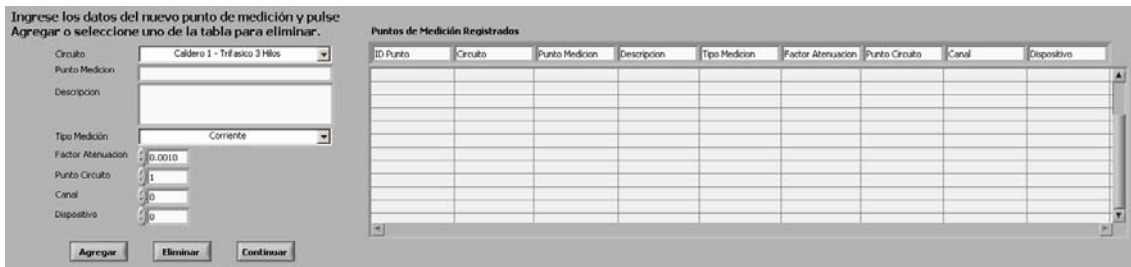 Ingrese los datos del nuevo punto de medición y pulse
Agregar o seleccione uno de la tabla para eliminar.
Circuito
Caldero 1 - Trifasico 3 Hilos
Punto Medicion
Descripcion
Tipo Medición
Corriente
Factor Atenuacion
0.0010
Punto Circuito
1
Canal
0
Dispositivo
0
Agregar Eliminar Continuar
Puntos de Medición Registrados
ID Punto Circuito Punto Medicion Descripcion Tipo Medicion Factor Atenuacion Punto Circuito Canal Dispositivo